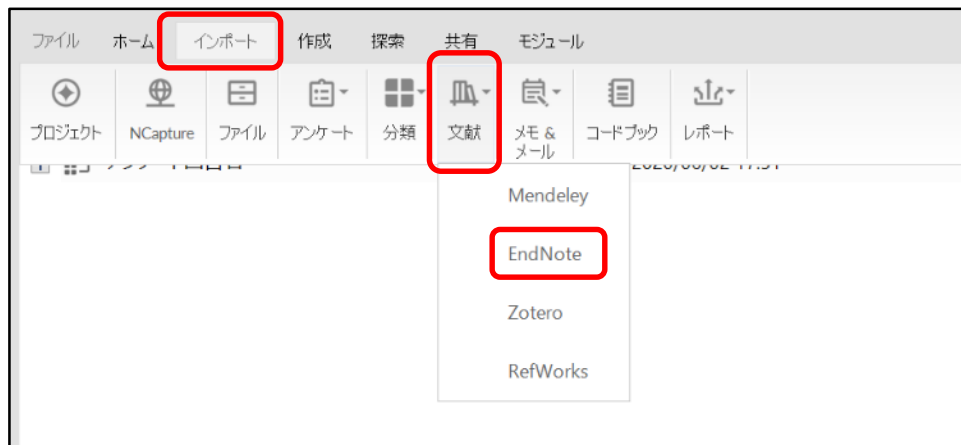 ファイル ホーム インポート 作成 探索 共有 モジュール
プロジェクト NCapture ファイル アンケート 分類 文献 メモ & メール コードブック レポート
Mendeley
EndNote
Zotero
RefWorks